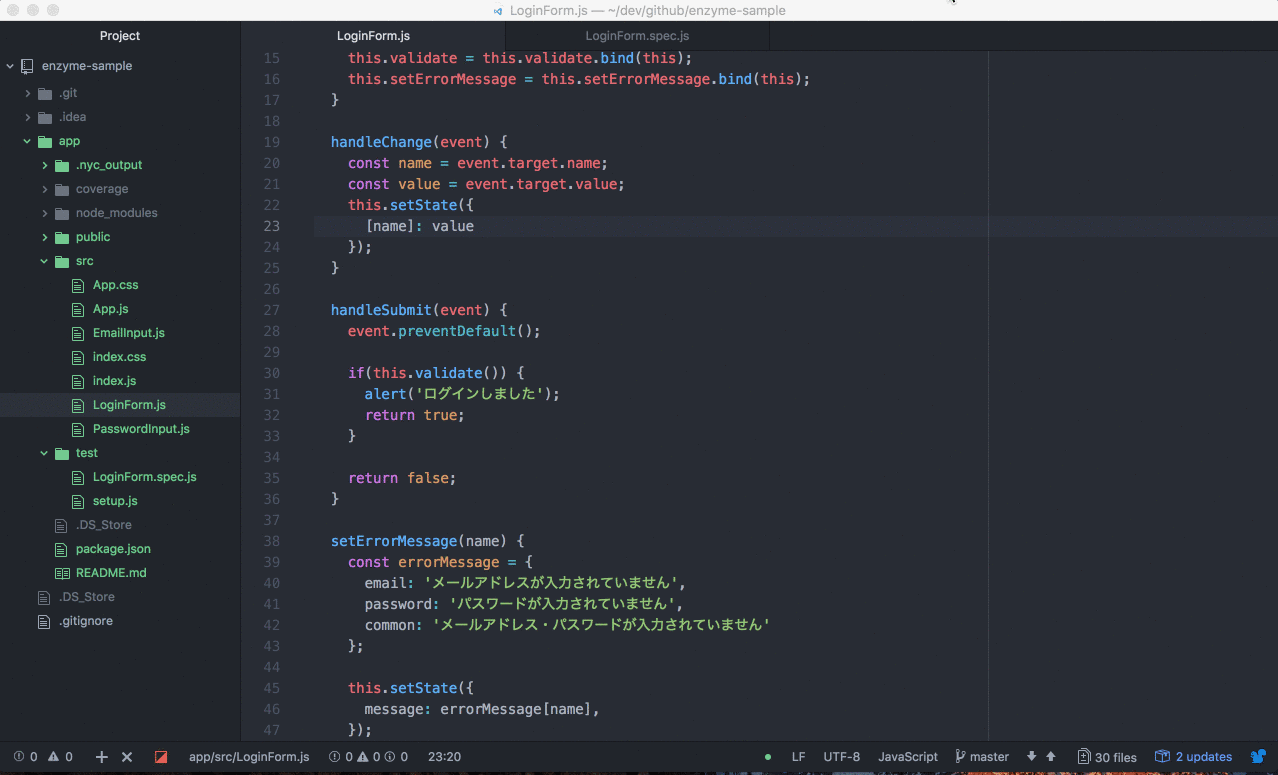 LoginForm.js — ~/dev/github/enzyme-sample
Project
LoginForm.js
LoginForm.spec.js
enzyme-sample
.git
.idea
app
.nyc_output
coverage
node_modules
public
src
App.css
App.js
EmailInput.js
index.css
index.js
LoginForm.js
PasswordInput.js
test
LoginForm.spec.js
setup.js
.DS_Store
package.json
README.md
.DS_Store
.gitignore
15 this.validate = this.validate.bind(this);
16 this.setErrorMessage = this.setErrorMessage.bind(this);
17 }
18
19 handleChange(event) {
20 const name = event.target.name;
21 const value = event.target.value;
22 this.setState({
23 [name]: value
24 });
25 }
26
27 handleSubmit(event) {
28 event.preventDefault();
29
30 if(this.validate()) {
31 alert('ログインしました');
32 return true;
33 }
34
35 return false;
36 }
37
38 setErrorMessage(name) {
39 const errorMessage = {
40 email: 'メールアドレスが入力されていません',
41 password: 'パスワードが入力されていません',
42 common: 'メールアドレス・パスワードが入力されていません'
43 };
44
45 this.setState({
46 message: errorMessage[name],
47 });
0 0 app/src/LoginForm.js 0 0 0 23:20 LF UTF-8 JavaScript master 30 files 2 updates